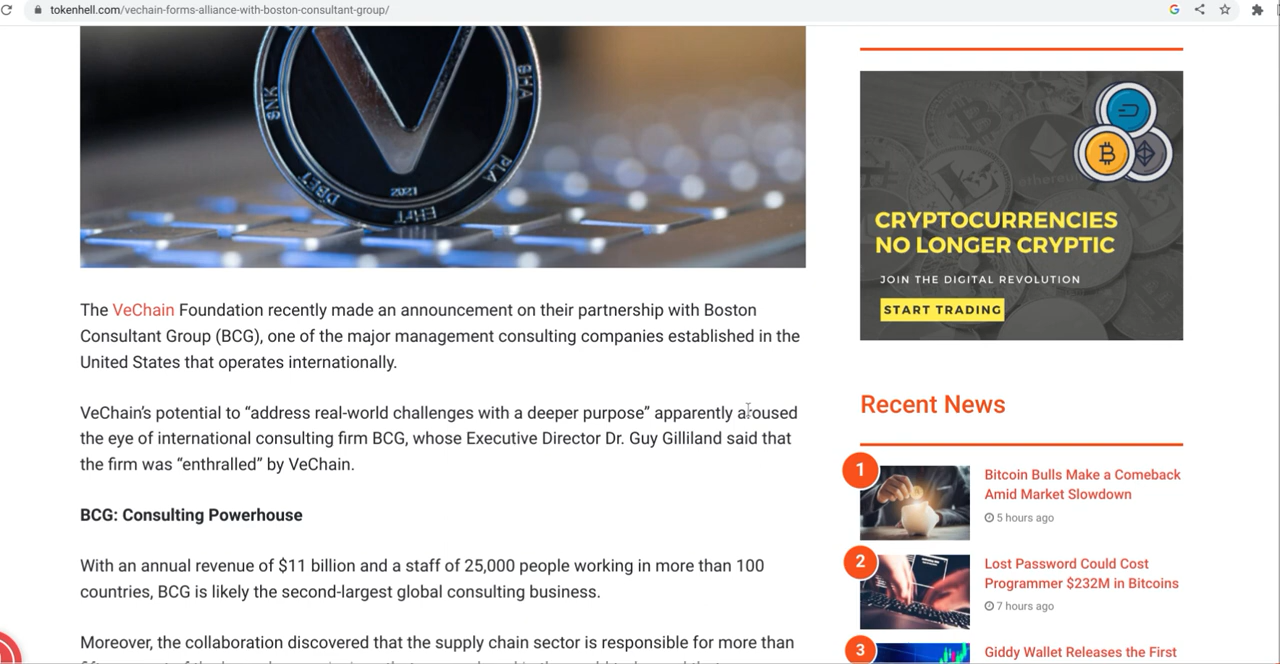 tokenhell.com/vechain-forms-alliance-with-boston-consultant-group/
SNK
SHA
PLA
DBET
EHrT
2021
The VeChain Foundation recently made an announcement on their partnership with Boston
Consultant Group (BCG), one of the major management consulting companies established in the
United States that operates internationally.
VeChain's potential to “address real-world challenges with a deeper purpose” apparently aroused
the eye of international consulting firm BCG, whose Executive Director Dr. Guy Gilliland said that
the firm was “enthralled” by VeChain.
BCG: Consulting Powerhouse
With an annual revenue of $11 billion and a staff of 25,000 people working in more than 100
countries, BCG is likely the second-largest global consulting business.
Moreover, the collaboration discovered that the supply chain sector is responsible for more than
CRYPTOCURRENCIES
NO LONGER CRYPTIC
JOIN THE DIGITAL REVOLUTION
START TRADING
Recent News
1
Bitcoin Bulls Make a Comeback
Amid Market Slowdown
5 hours ago
2
Lost Password Could Cost
Programmer $232M in Bitcoins
7 hours ago
3
Giddy Wallet Releases the First